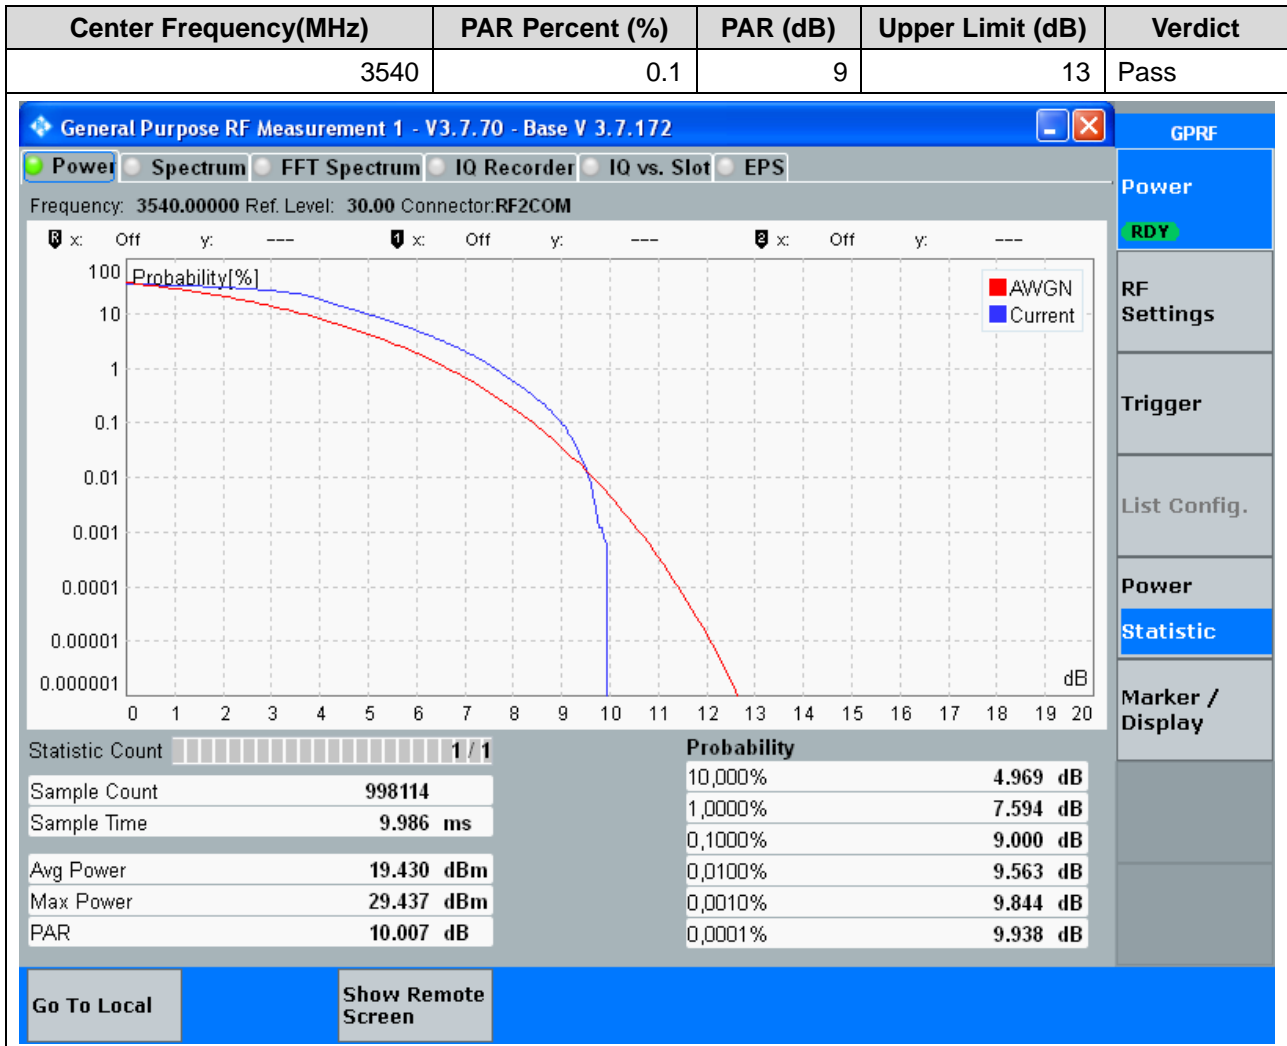 Center Frequency(MHz) PAR Percent (%) PAR (dB) Upper Limit (dB) Verdict
3540 0.1 9 13 Pass
General Purpose RF Measurement 1 - V3.7.70 - Base V 3.7.172
GPRF
Power Spectrum FFT Spectrum IQ Recorder IQ vs. Slot EPS
Frequency: 3540.00000 Ref. Level: 30.00 Connector:RF2COM
R x: Off y: --- 1 x: Off y: --- 2 x: Off y: ---
Probability[%]
AWGN
Current
100
10
1
0.1
0.01
0.001
0.0001
0.00001
0.000001
dB
0 1 2 3 4 5 6 7 8 9 10 11 12 13 14 15 16 17 18 19 20
Statistic Count 1 / 1
Sample Count 998114
Sample Time 9.986 ms
Avg Power 19.430 dBm
Max Power 29.437 dBm
PAR 10.007 dB
Probability
10,000% 4.969 dB
1,0000% 7.594 dB
0,1000% 9.000 dB
0,0100% 9.563 dB
0,0010% 9.844 dB
0,0001% 9.938 dB
Power
RDY
RF
Settings
Trigger
List Config.
Power
Statistic
Marker /
Display
Go To Local
Show Remote
Screen